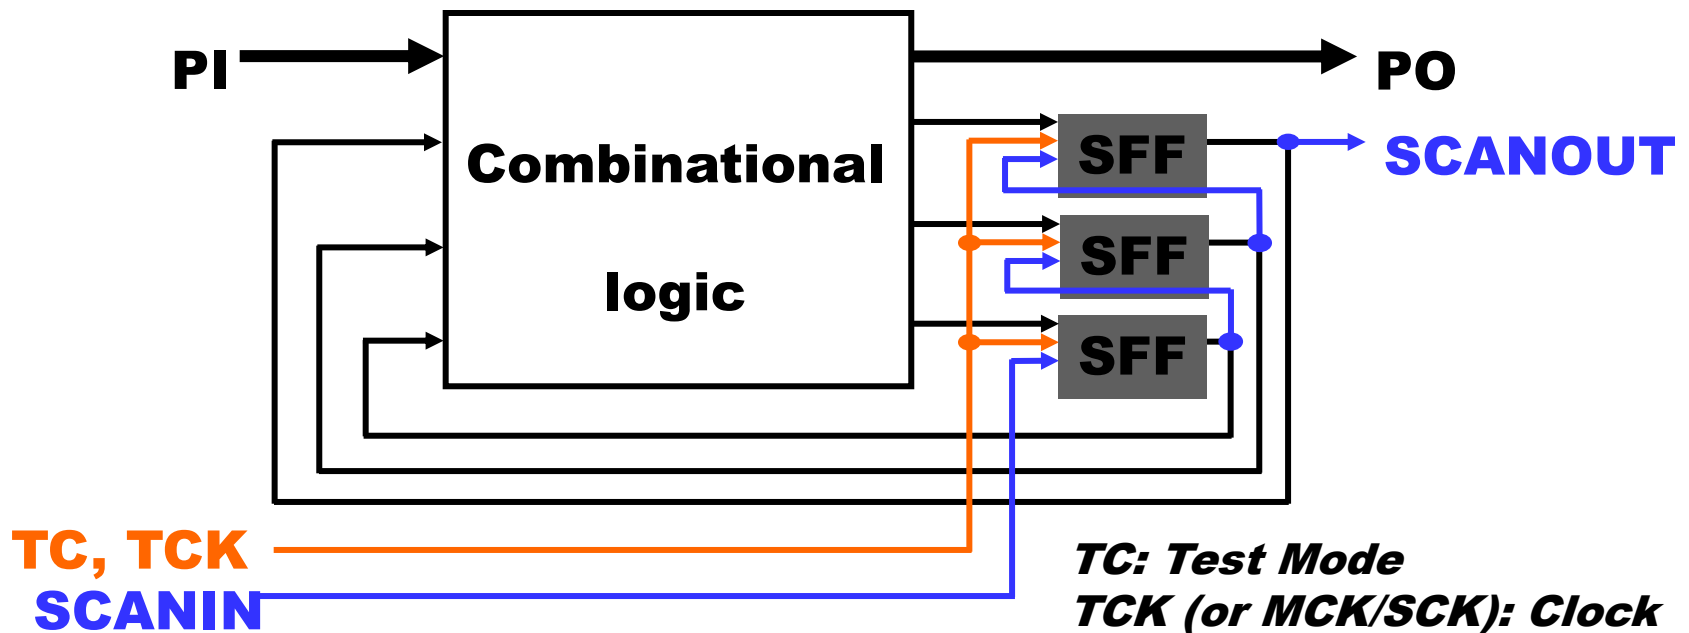 PI
PO
Combinational
logic
SFF
SCANOUT
SFF
SFF
TC, TCK
SCANIN
TC: Test Mode
TCK (or MCK/SCK): Clock